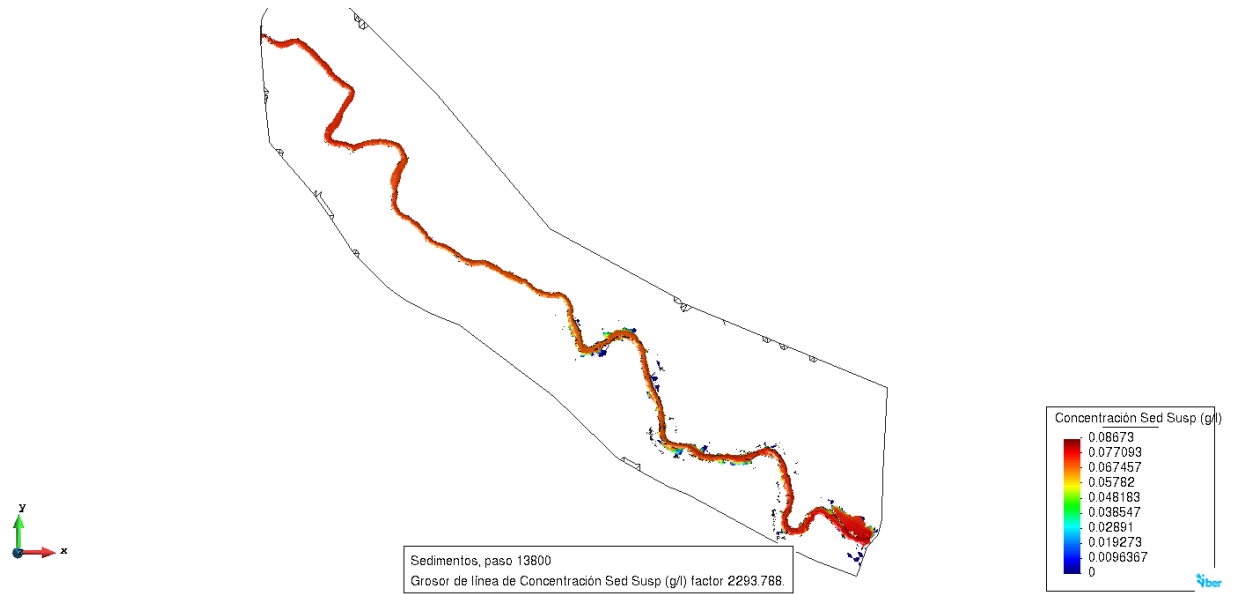 Concentración Sed Susp (g/l)
0.08673
0.077093
0.067457
0.05782
0.048183
0.038547
0.02891
0.019273
0.0096367
0
y
x
Sedimentos, paso 13800
Grosor de línea de Concentración Sed Susp (g/l) factor 2293.788.
iber